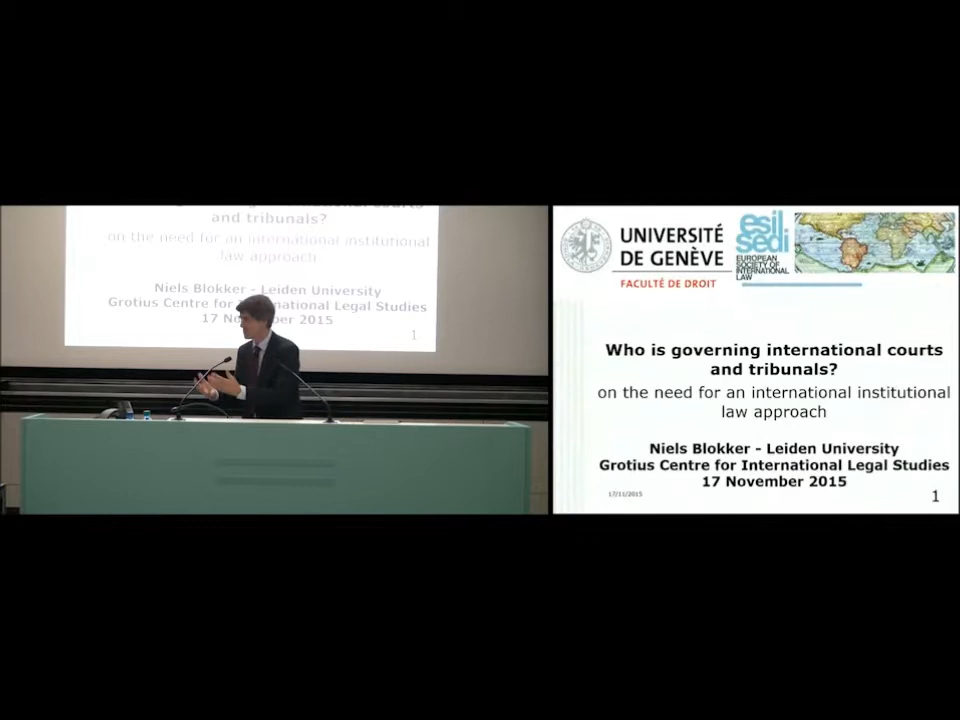 and tribunals?
on the need for an international institutional
law approach
Niels Blokker - Leiden University
Grotius Centre for International Legal Studies
17 November 2015
1
UNIVERSITÉ
DE GENÈVE
FACULTÉ DE DROIT
esil
sedi
EUROPEAN
SOCIETY OF
INTERNATIONAL
LAW
Who is governing international courts
and tribunals?
on the need for an international institutional
law approach
Niels Blokker - Leiden University
Grotius Centre for International Legal Studies
17 November 2015
17/11/2015
1